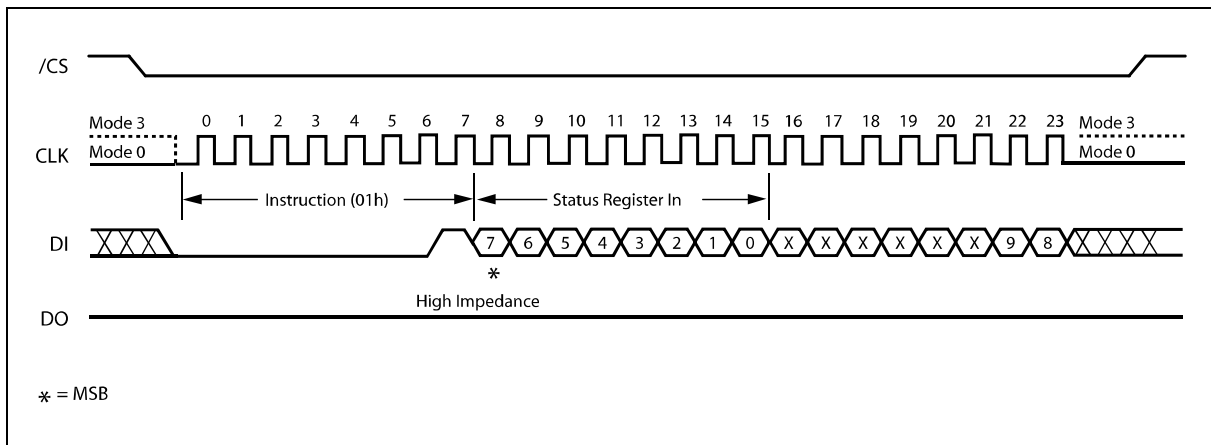 /CS
Mode 3 0 1 2 3 4 5 6 7 8 9 10 11 12 13 14 15 16 17 18 19 20 21 22 23 Mode 3
CLK Mode 0 Mode 0
Instruction (01h) Status Register In
DI 7 6 5 4 3 2 1 0 X X X X X X 9 8
*
High Impedance
DO
* = MSB